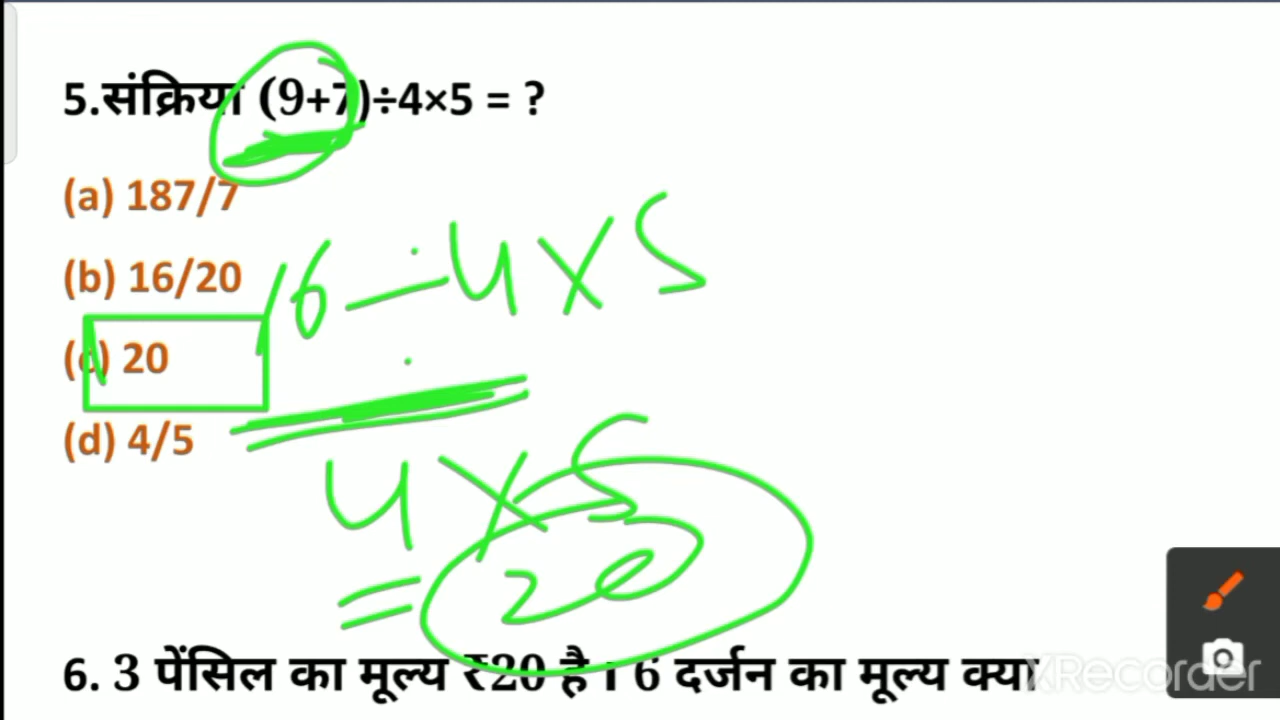 5.संक्रिया (9+7)÷4×5 = ?
(a) 187/7
(b) 16/20
16 ÷ 4 × 5
(c) 20
(d) 4/5
4 × 5
= 20
6. 3 पेंसिल का मूल्य ₹20 है । 6 दर्जन का मूल्य क्या
XRecorder